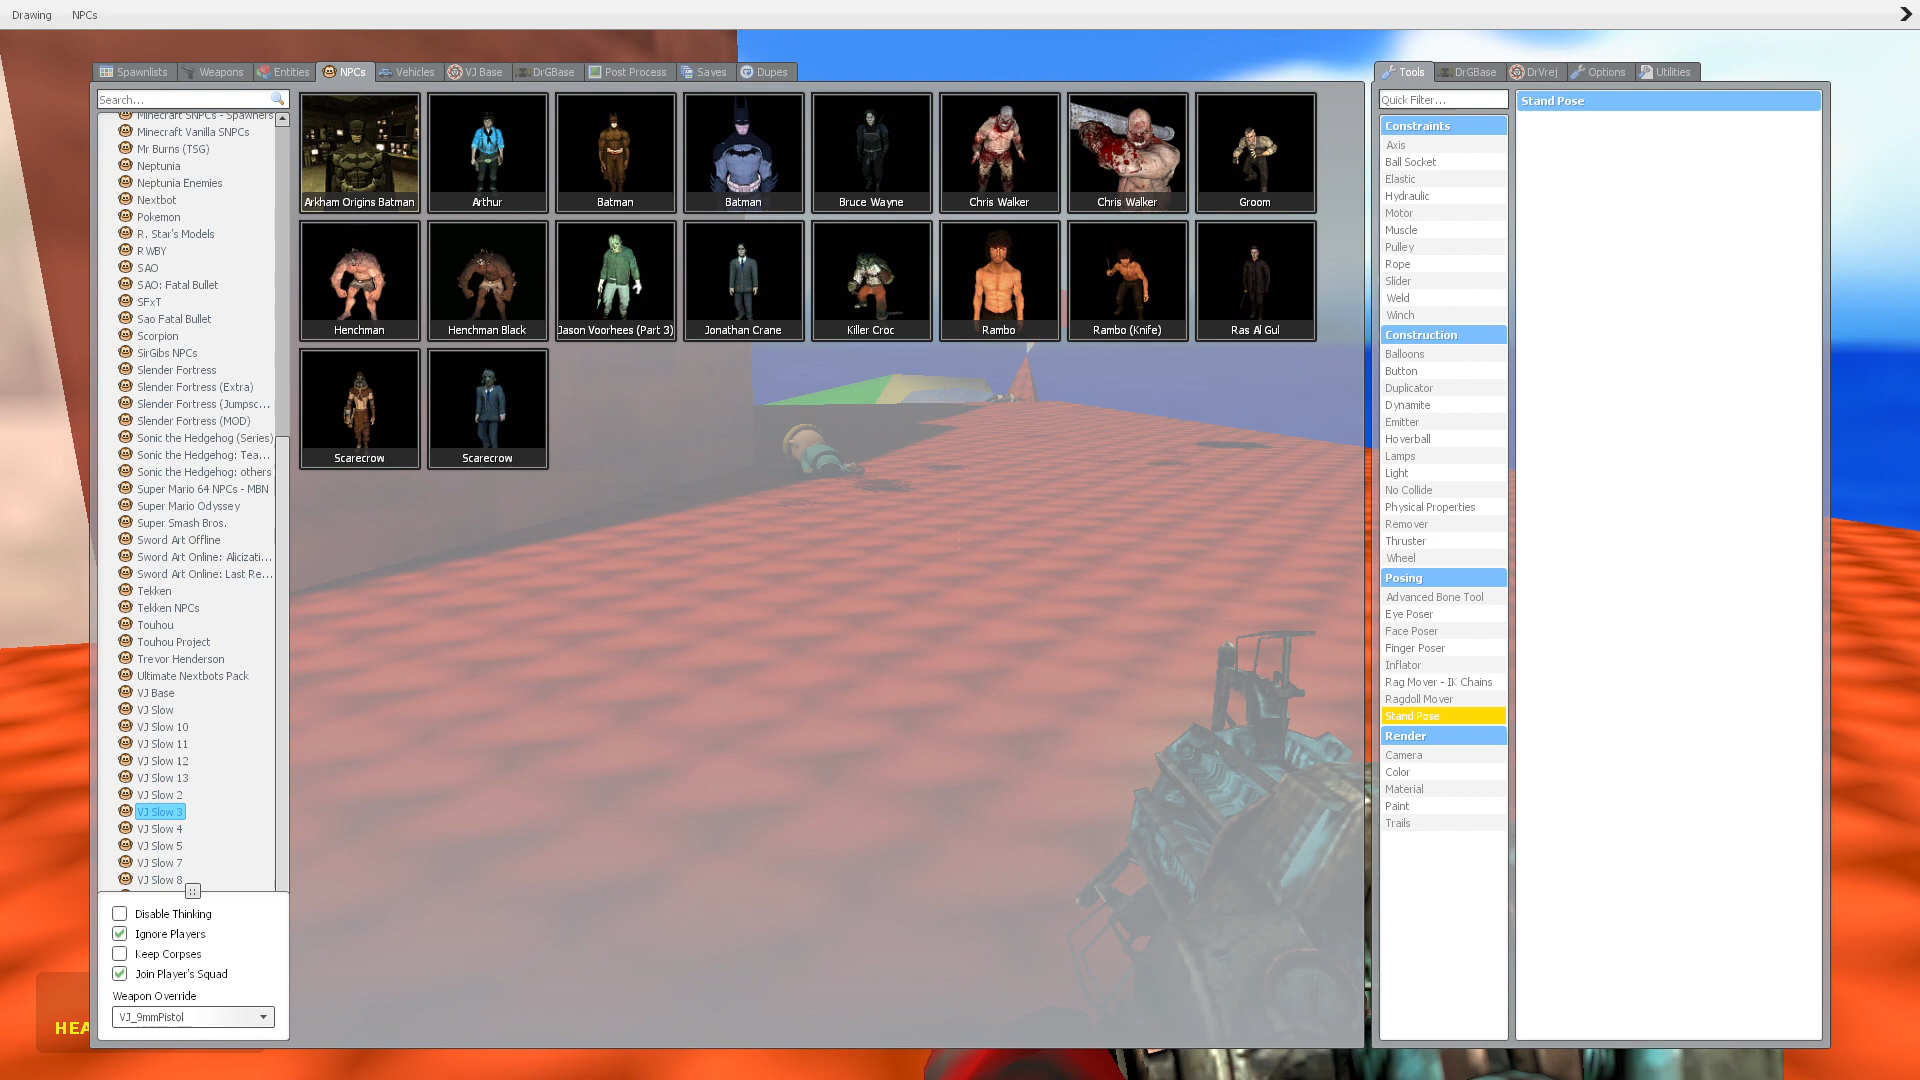 Drawing NPCs
Spawnlists Weapons Entities NPCs Vehicles VJ Base DrGBase Post Process Saves Dupes
Search...
Minecraft SNPCs - Spawners
Minecraft Vanilla SNPCs
Mr Burns (TSG)
Neptunia
Neptunia Enemies
Nextbot
Pokemon
R. Star's Models
RWBY
SAO
SAO: Fatal Bullet
SFxT
Sao Fatal Bullet
Scorpion
SirGibs NPCs
Slender Fortress
Slender Fortress (Extra)
Slender Fortress (Jumpsc...
Slender Fortress (MOD)
Sonic the Hedgehog (Series)
Sonic the Hedgehog: Tea...
Sonic the Hedgehog: others
Super Mario 64 NPCs - MBN
Super Mario Odyssey
Super Smash Bros.
Sword Art Offline
Sword Art Online: Alicizati...
Sword Art Online: Last Re...
Tekken
Tekken NPCs
Touhou
Touhou Project
Trevor Henderson
Ultimate Nextbots Pack
VJ Base
VJ Slow
VJ Slow 10
VJ Slow 11
VJ Slow 12
VJ Slow 13
VJ Slow 2
VJ Slow 3
VJ Slow 4
VJ Slow 5
VJ Slow 7
VJ Slow 8
Disable Thinking
Ignore Players
Keep Corpses
Join Player's Squad
Weapon Override
VJ_9mmPistol
HEA
Arkham Origins Batman
Arthur
Batman
Batman
Bruce Wayne
Chris Walker
Chris Walker
Groom
Henchman
Henchman Black
Jason Voorhees (Part 3)
Jonathan Crane
Killer Croc
Rambo
Rambo (Knife)
Ras Al Gul
Scarecrow
Scarecrow
Tools DrGBase DrVrej Options Utilities
Quick Filter...
Constraints
Axis
Ball Socket
Elastic
Hydraulic
Motor
Muscle
Pulley
Rope
Slider
Weld
Winch
Construction
Balloons
Button
Duplicator
Dynamite
Emitter
Hoverball
Lamps
Light
No Collide
Physical Properties
Remover
Thruster
Wheel
Posing
Advanced Bone Tool
Eye Poser
Face Poser
Finger Poser
Inflator
Rag Mover - IK Chains
Ragdoll Mover
Stand Pose
Render
Camera
Color
Material
Paint
Trails
Stand Pose